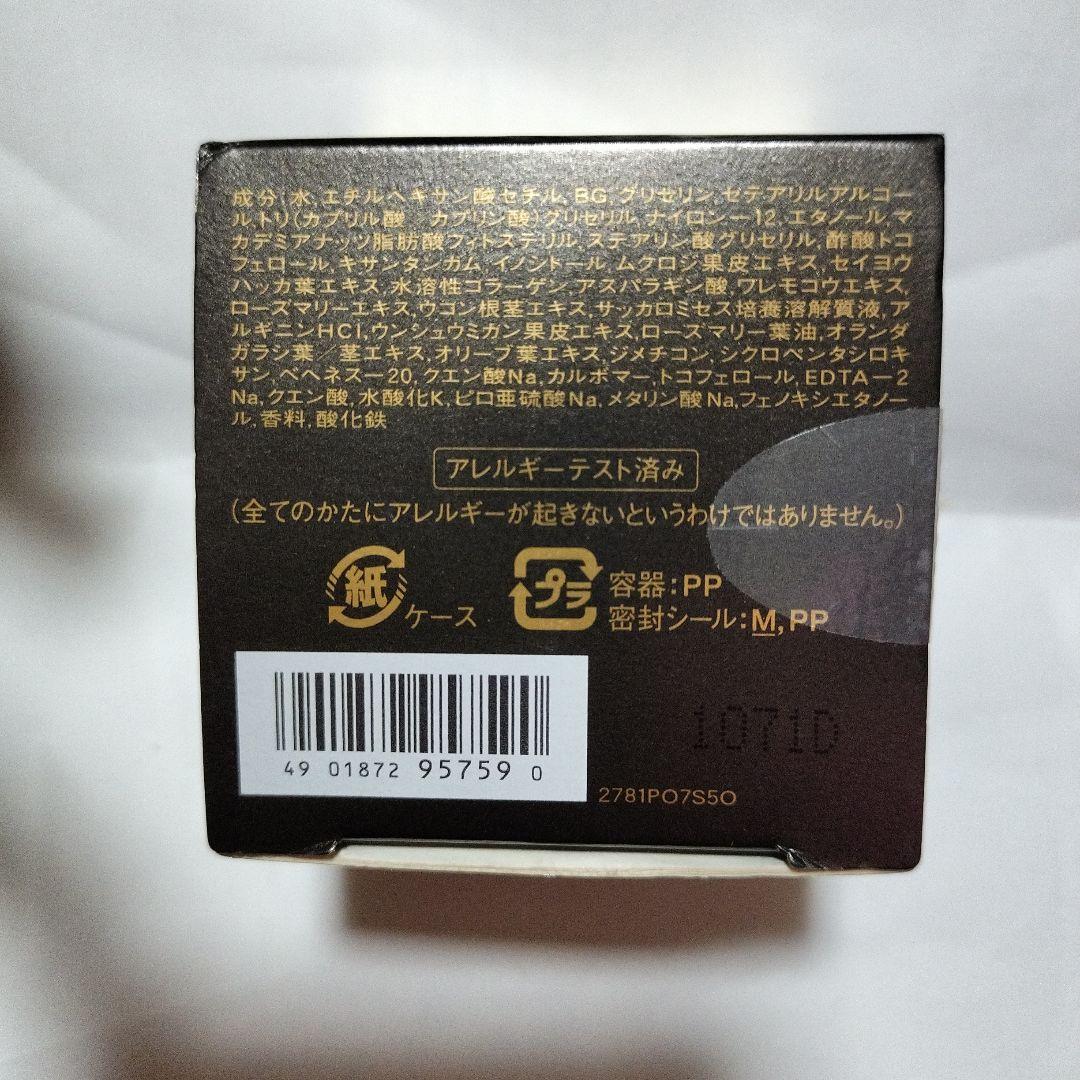 成分:水,エチルヘキサン酸セチル,BG,グリセリン,セテアリルアルコー
ル,トリ(カプリル酸/カプリン酸)グリセリル,ナイロン-12,エタノール,マ
カデミアナッツ脂肪酸フィトステリル,ステアリン酸グリセリル,酢酸トコ
フェロール,キサンタンガム,イノシトール,ムクロジ果皮エキス,セイヨウ
ハッカ葉エキス,水溶性コラーゲン,アスパラギン酸,ワレモコウエキス,
ローズマリーエキス,ウコン根茎エキス,サッカロミセス培養溶解質液,ア
ルギニンHCl,ウンシュウミカン果皮エキス,ローズマリー葉油,オランダ
ガラシ葉/茎エキス,オリーブ葉エキス,ジメチコン,シクロペンタシロキ
サン,ベヘネス-20,クエン酸Na,カルボマー,トコフェロール,EDTA-2
Na,クエン酸,水酸化K,ピロ亜硫酸Na,メタリン酸Na,フェノキシエタノー
ル,香料,酸化鉄
アレルギーテスト済み
(全てのかたにアレルギーが起きないというわけではありません。)
紙 ケース プラ 容器:PP
密封シール:M,PP
1071D
49 01872 95759 0
2781PO7S5O